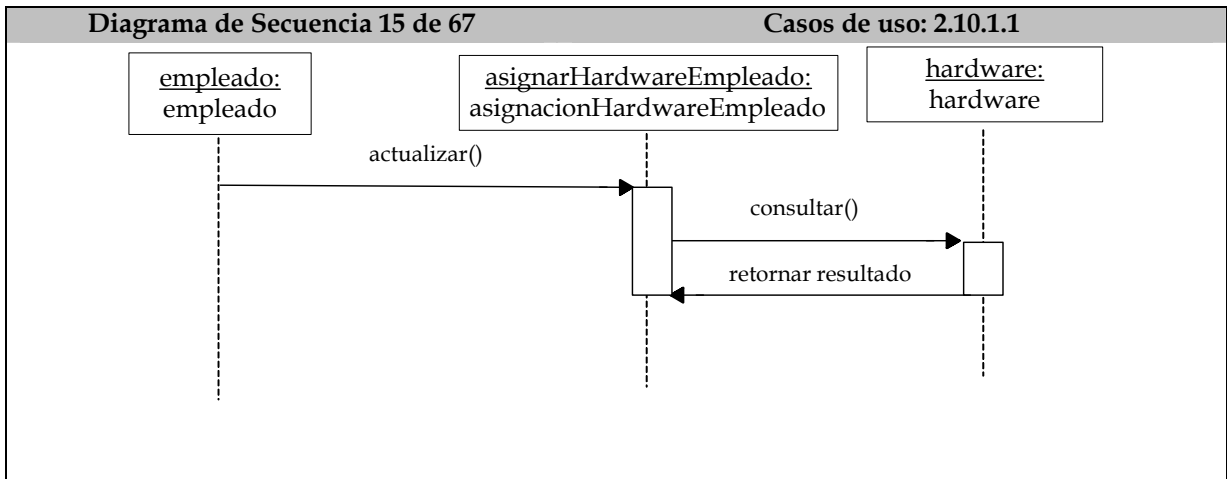 Diagrama de Secuencia 15 de 67 Casos de uso: 2.10.1.1
empleado:
empleado
asignarHardwareEmpleado:
asignacionHardwareEmpleado
hardware:
hardware
actualizar()
consultar()
retornar resultado